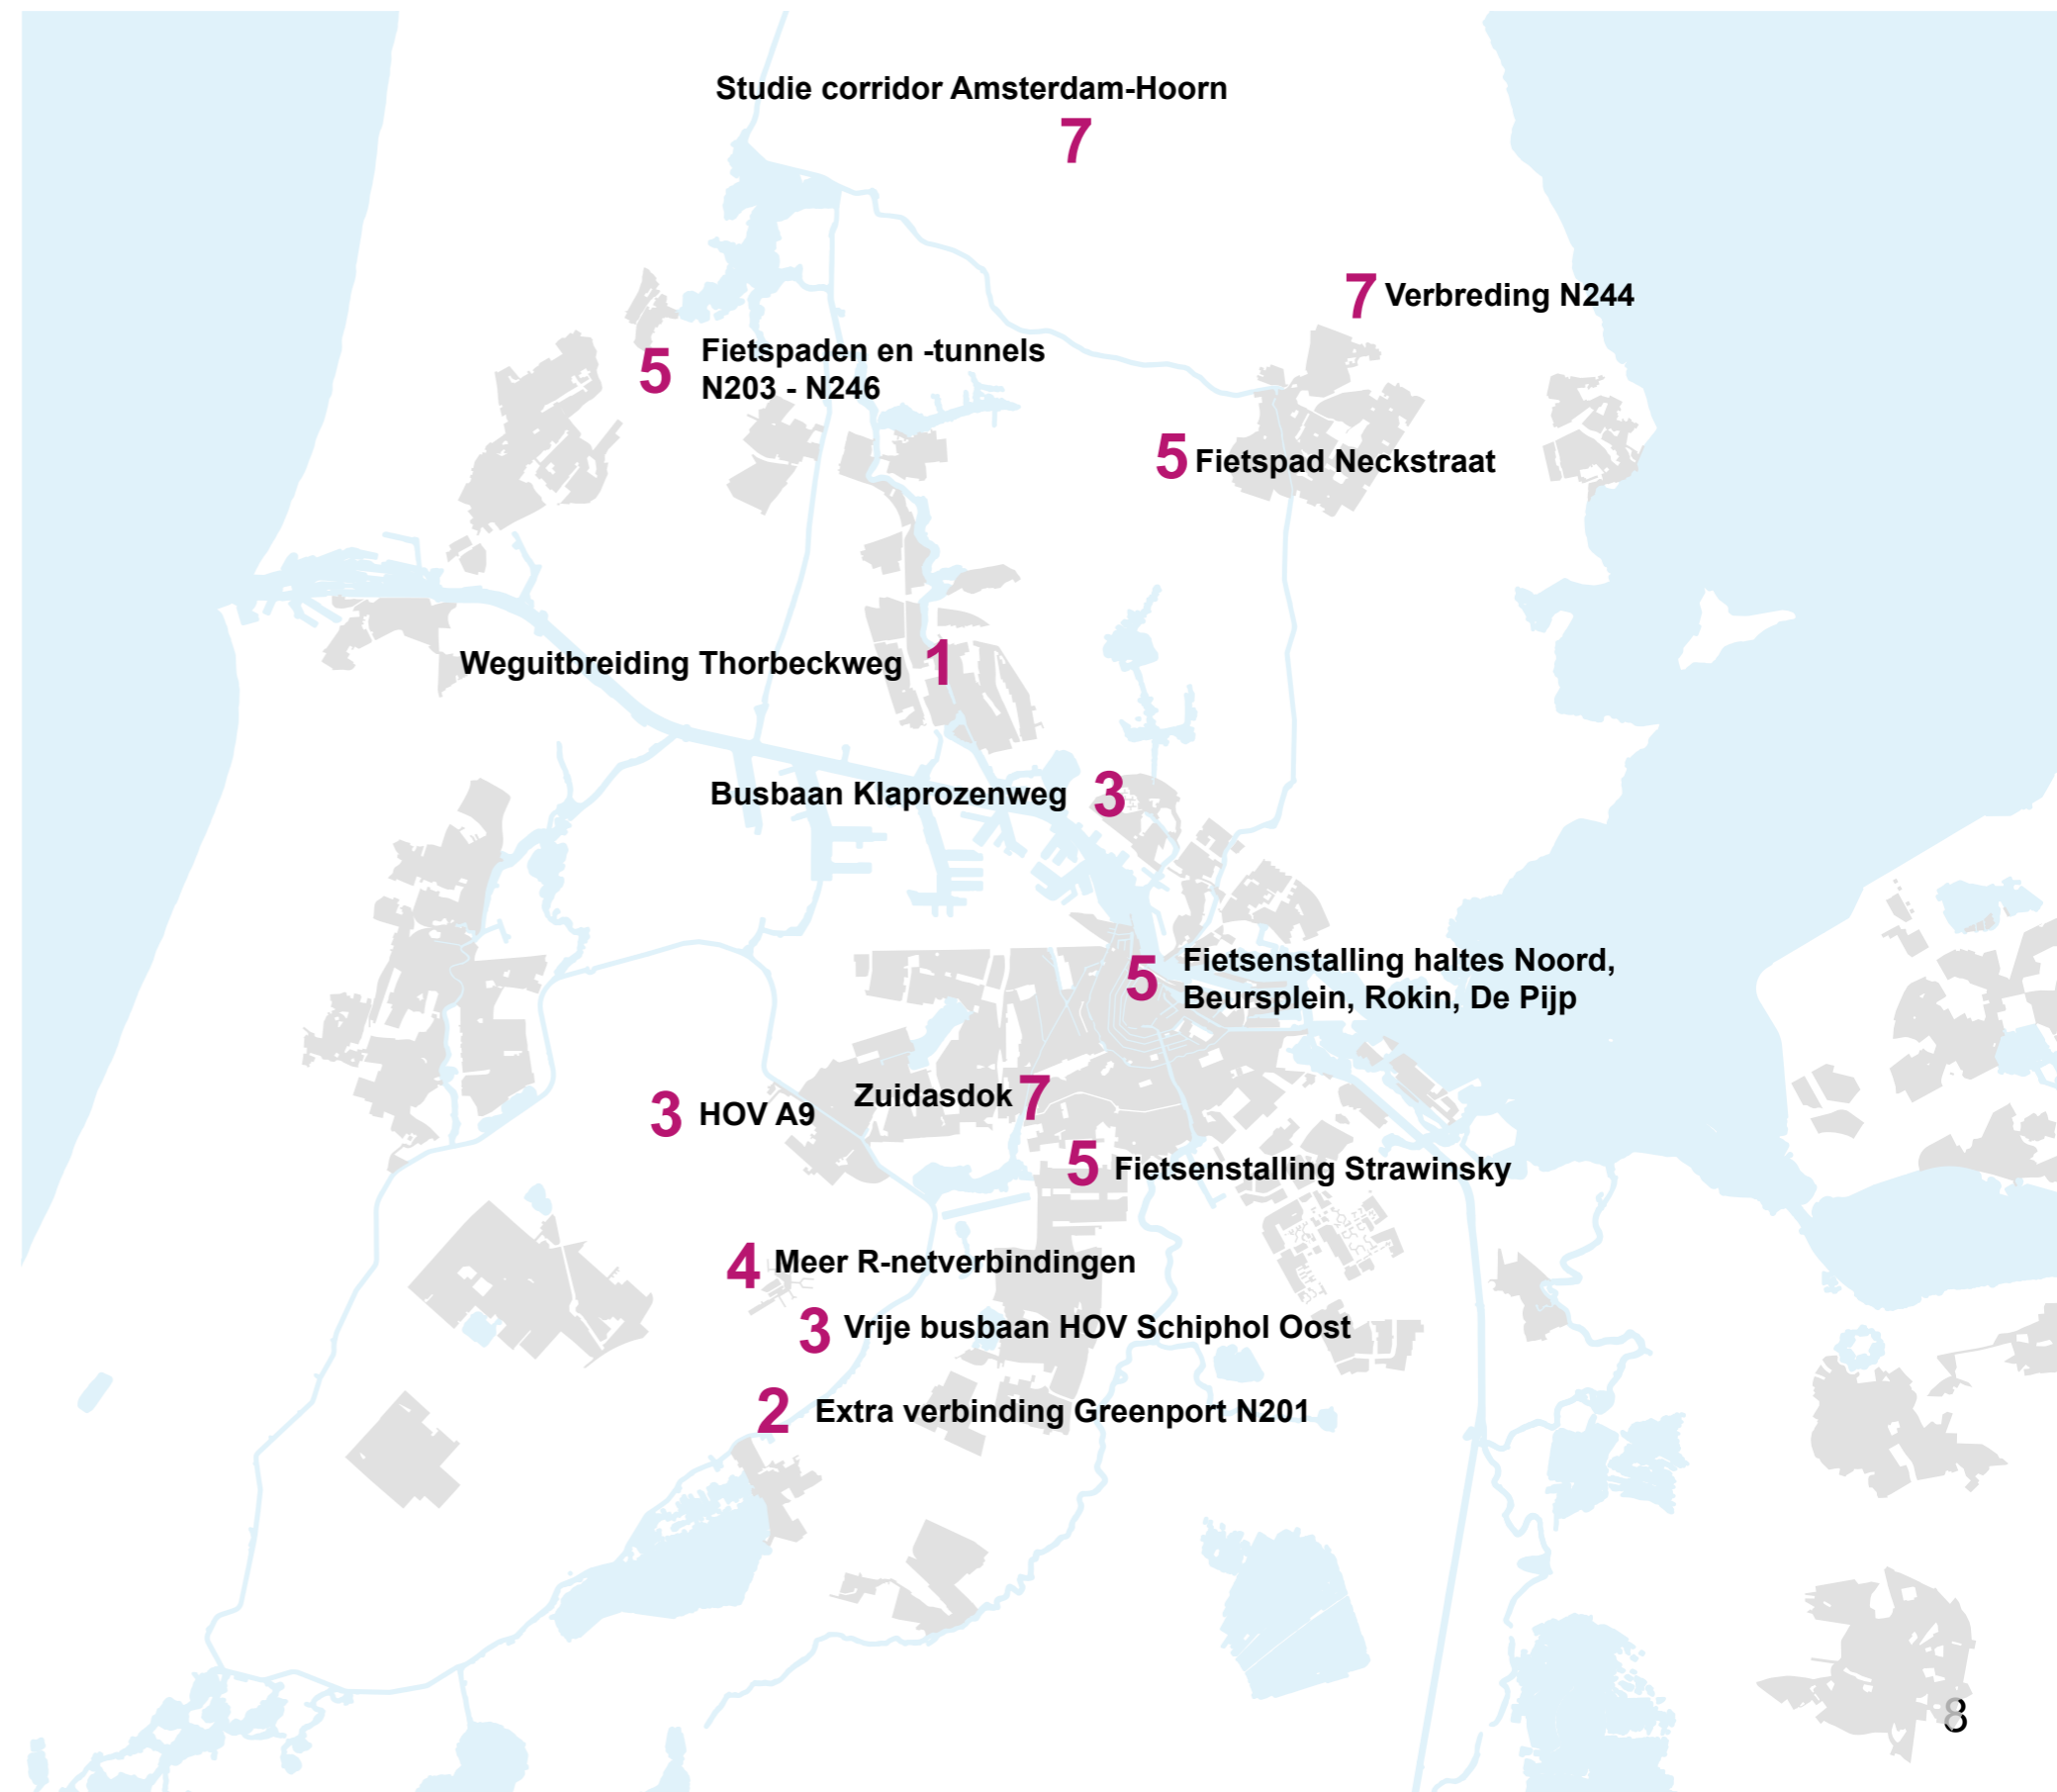 Studie corridor Amsterdam-Hoorn
7
7 Verbreding N244
5 Fietspaden en -tunnels
N203 - N246
5 Fietspad Neckstraat
Weguitbreiding Thorbeckweg 1
Busbaan Klaprozenweg 3
5 Fietsenstalling haltes Noord,
Beursplein, Rokin, De Pijp
Zuidasdok 7
3 HOV A9
5 Fietsenstalling Strawinsky
4 Meer R-netverbindingen
3 Vrije busbaan HOV Schiphol Oost
2 Extra verbinding Greenport N201
8